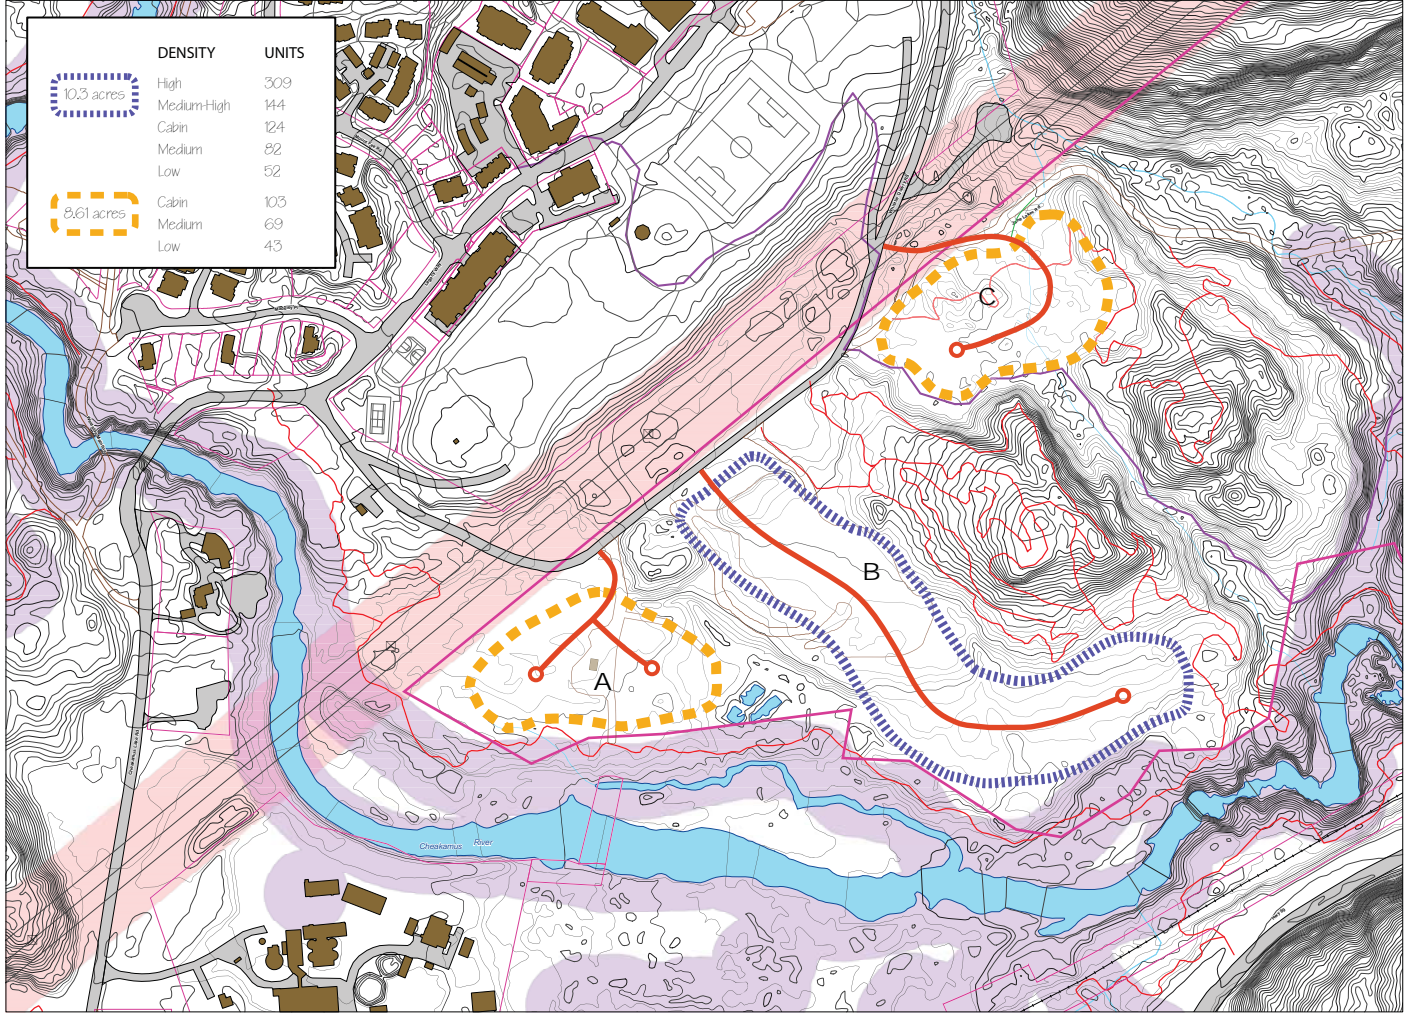 DENSITY UNITS
10.3 acres
High 309
Medium-High 144
Cabin 124
Medium 82
Low 52
8.61 acres
Cabin 103
Medium 69
Low 43
C
B
A
Cheakamus River